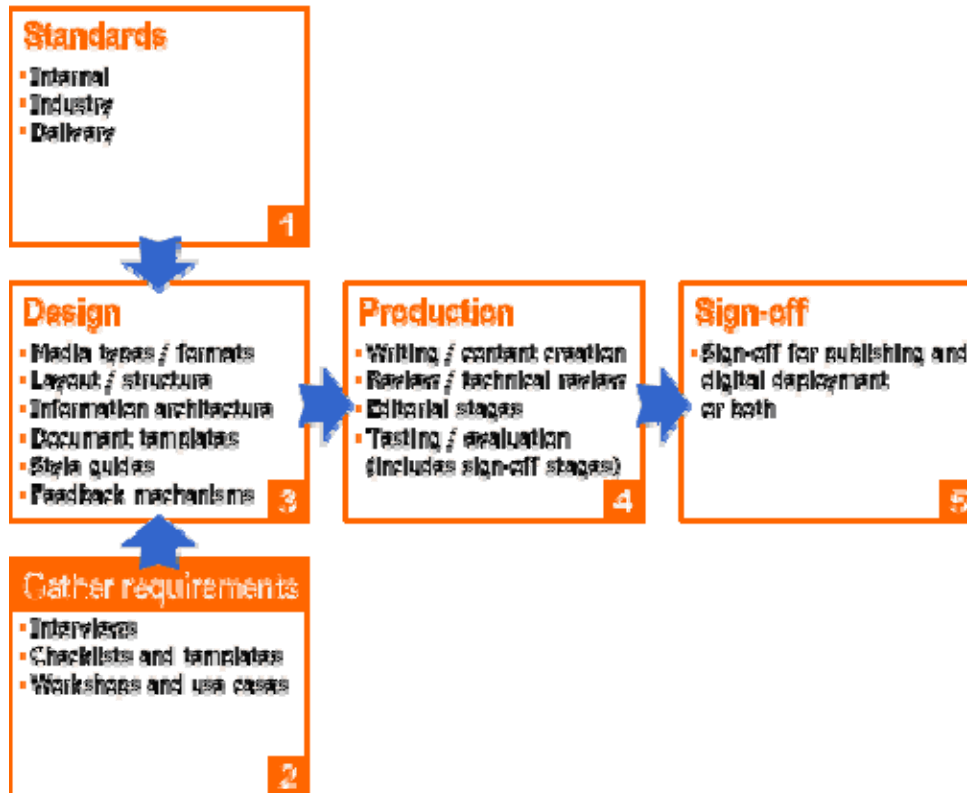 Standards
▪ Internal
▪ Industry
▪ Delivery
1
Design
▪ Media types / formats
▪ Layout / structure
▪ Information architecture
▪ Document templates
▪ Style guides
▪ Feedback mechanisms
3
Production
▪ Writing / content creation
▪ Review / technical review
▪ Editorial stages
▪ Testing / evaluation
(includes sign-off stages)
4
Sign-off
▪ Sign-off for publishing and
digital deployment
or both
5
Gather requirements
▪ Interviews
▪ Checklists and templates
▪ Workshops and use cases
2